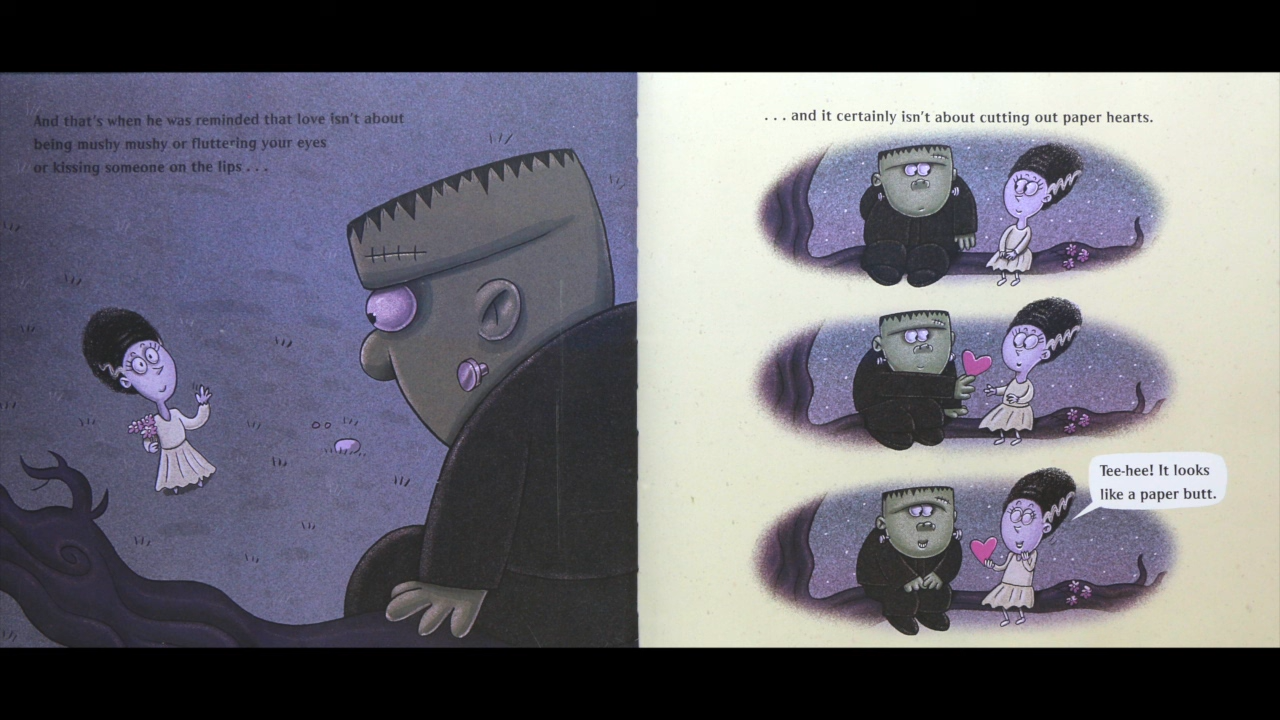 And that's when he was reminded that love isn't about
being mushy mushy or fluttering your eyes
or kissing someone on the lips . . .
. . . and it certainly isn't about cutting out paper hearts.
Tee-hee! It looks
like a paper butt.